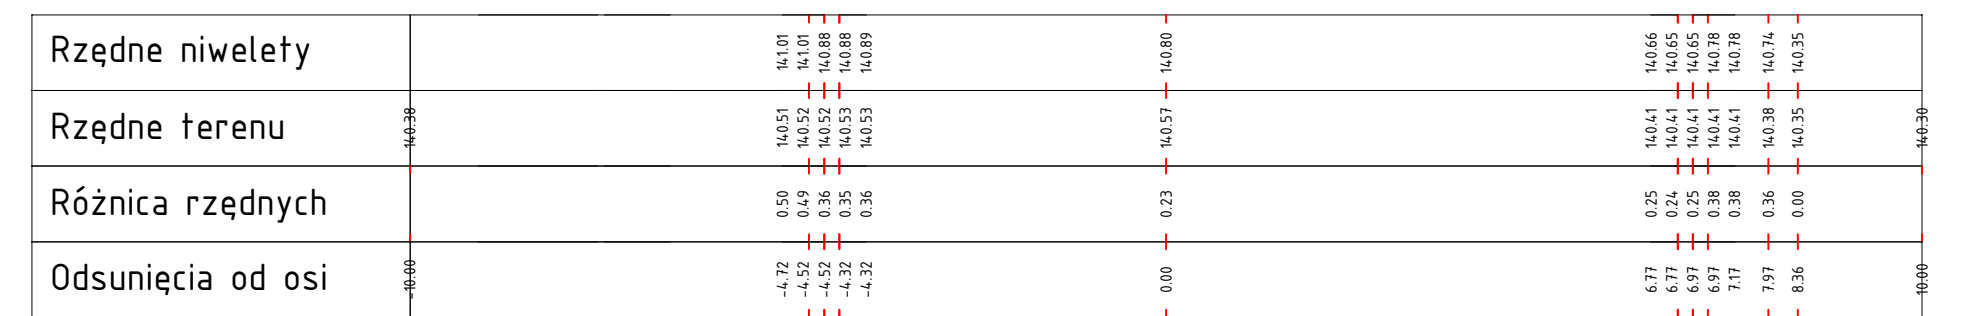 Rzędne niwelety 141.01 141.01 140.88 140.88 140.89 140.80 140.66 140.65 140.65 140.78 140.78 140.74 140.35
Rzędne terenu 140.38 140.51 140.52 140.52 140.53 140.53 140.57 140.41 140.41 140.41 140.41 140.41 140.38 140.35 140.30
Różnica rzędnych 0.50 0.49 0.36 0.35 0.36 0.23 0.25 0.24 0.25 0.38 0.38 0.36 0.00
Odsunięcia od osi -10.00 -4.72 -4.52 -4.52 -4.32 -4.32 0.00 6.77 6.77 6.97 6.97 7.17 7.97 8.36 10.00